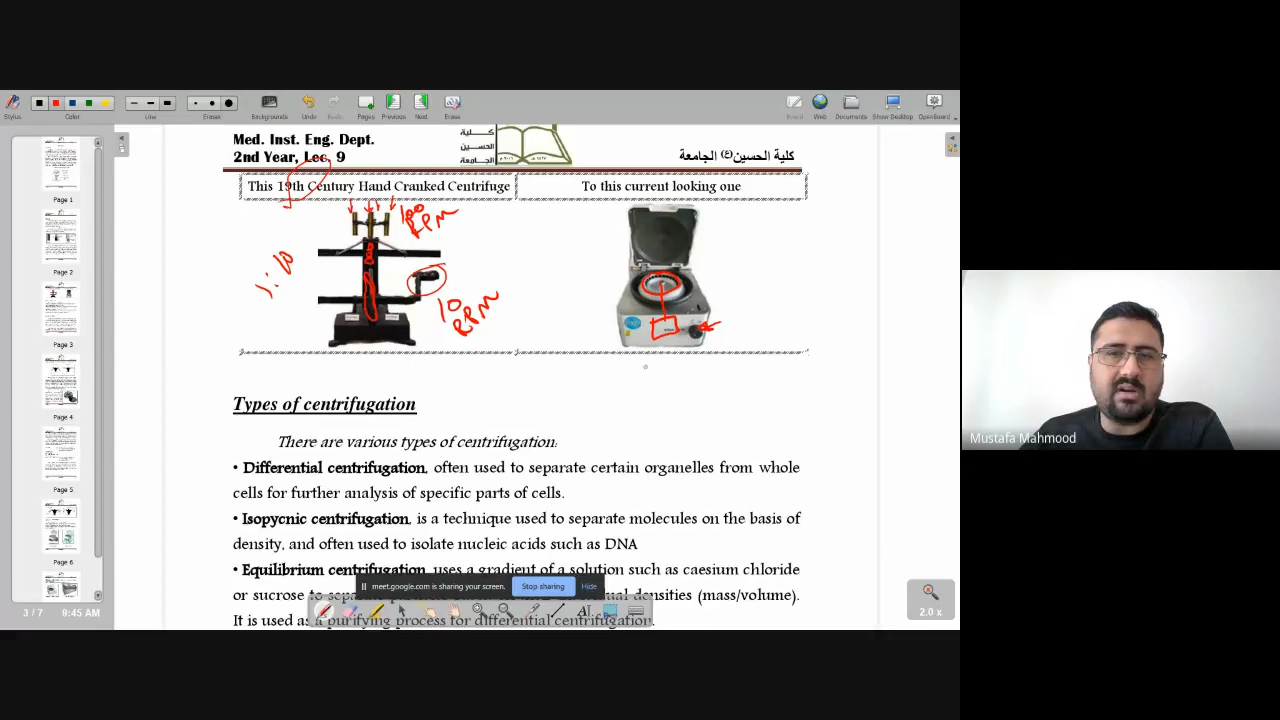 Color
Line
Eraser
Backgrounds
Undo
Redo
Pages
Previous
Next
Erase
Board
Web
Documents
Show Desktop
OpenBoard
Med. Inst. Eng. Dept.
2nd Year, Lec. 9
كلية
الحسين
الجامعة
كلية الحسين(ع) الجامعة
This 19th Century Hand Cranked Centrifuge
To this current looking one
100
RPM
1:10
10
RPM
Types of centrifugation
There are various types of centrifugation:
• Differential centrifugation, often used to separate certain organelles from whole
cells for further analysis of specific parts of cells.
• Isopycnic centrifugation, is a technique used to separate molecules on the basis of
density, and often used to isolate nucleic acids such as DNA
• Equilibrium centrifugation, uses a gradient of a solution such as caesium chloride
or sucrose to densities (mass/volume).
It is used as a purifying process for differential centrifugation.
meet.google.com is sharing your screen.
Stop sharing
Hide
Page 1
Page 2
Page 3
Page 4
Page 5
Page 6
3 / 7
9:45 AM
2.0 x
Mustafa Mahmood